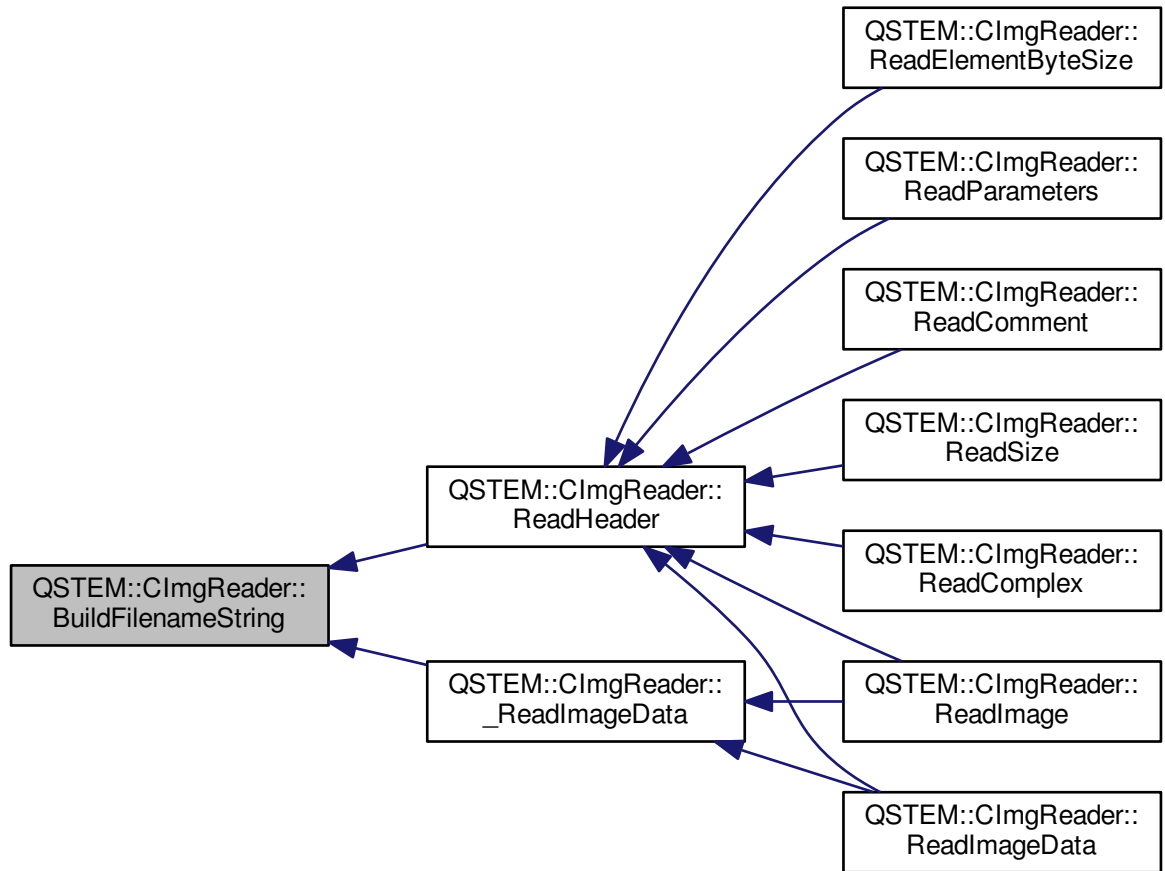 QSTEM::CImgReader::
ReadElementByteSize
QSTEM::CImgReader::
ReadParameters
QSTEM::CImgReader::
ReadComment
QSTEM::CImgReader::
ReadSize
QSTEM::CImgReader::
ReadHeader
QSTEM::CImgReader::
ReadComplex
QSTEM::CImgReader::
BuildFilenameString
QSTEM::CImgReader::
_ReadImageData
QSTEM::CImgReader::
ReadImage
QSTEM::CImgReader::
ReadImageData